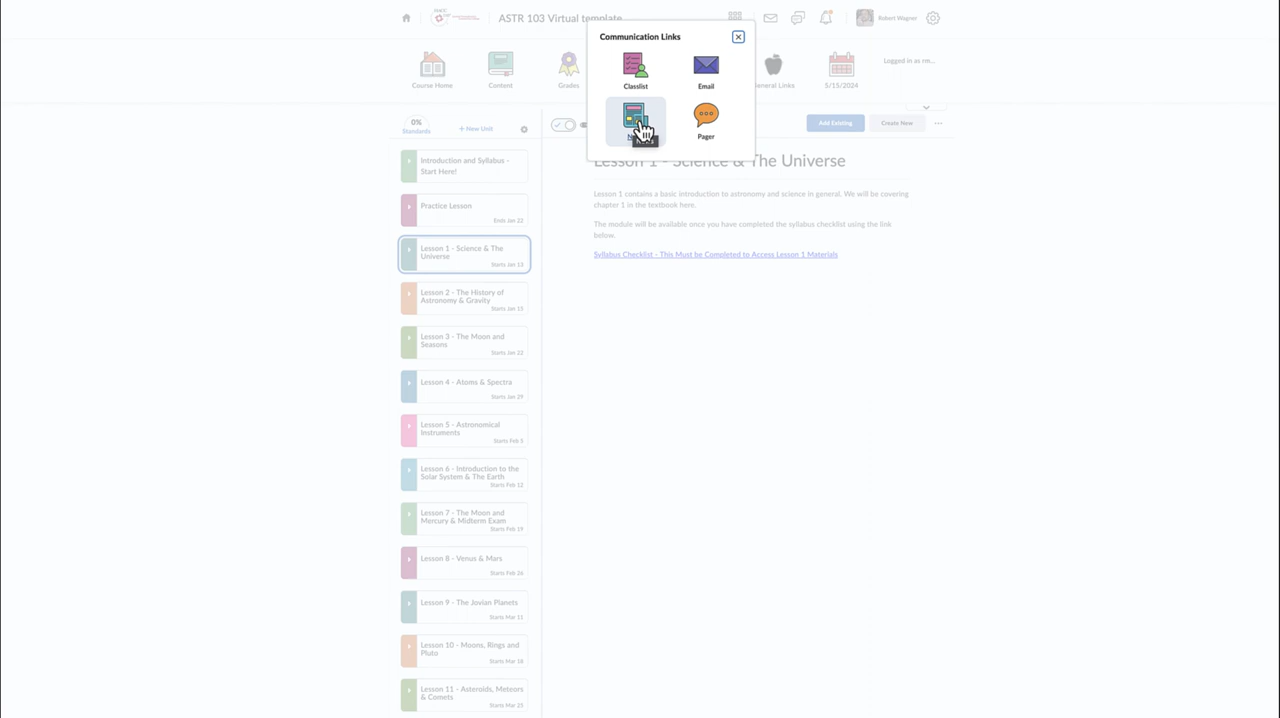 ASTR 103 Virtual template
Robert Wagner
Communication Links
Classlist
Email
Pager
Course Home
Content
Grades
General Links
5/15/2024
Logged in as rm...
0%
Standards
+ New Unit
Add Existing
Create New
Introduction and Syllabus -
Start Here!
Practice Lesson
Ends Jan 22
Lesson 1 - Science & The
Universe
Starts Jan 13
Lesson 2 - The History of
Astronomy & Gravity
Starts Jan 15
Lesson 3 - The Moon and
Seasons
Starts Jan 22
Lesson 4 - Atoms & Spectra
Starts Jan 29
Lesson 5 - Astronomical
Instruments
Starts Feb 5
Lesson 6 - Introduction to the
Solar System & The Earth
Starts Feb 12
Lesson 7 - The Moon and
Mercury & Midterm Exam
Starts Feb 19
Lesson 8 - Venus & Mars
Starts Feb 26
Lesson 9 - The Jovian Planets
Starts Mar 11
Lesson 10 - Moons, Rings and
Pluto
Starts Mar 18
Lesson 11 - Asteroids, Meteors
& Comets
Starts Mar 25
Lesson 1 - Science & The Universe
Lesson 1 contains a basic introduction to astronomy and science in general. We will be covering
chapter 1 in the textbook here.
The module will be available once you have completed the syllabus checklist using the link
below.
Syllabus Checklist - This Must be Completed to Access Lesson 1 Materials